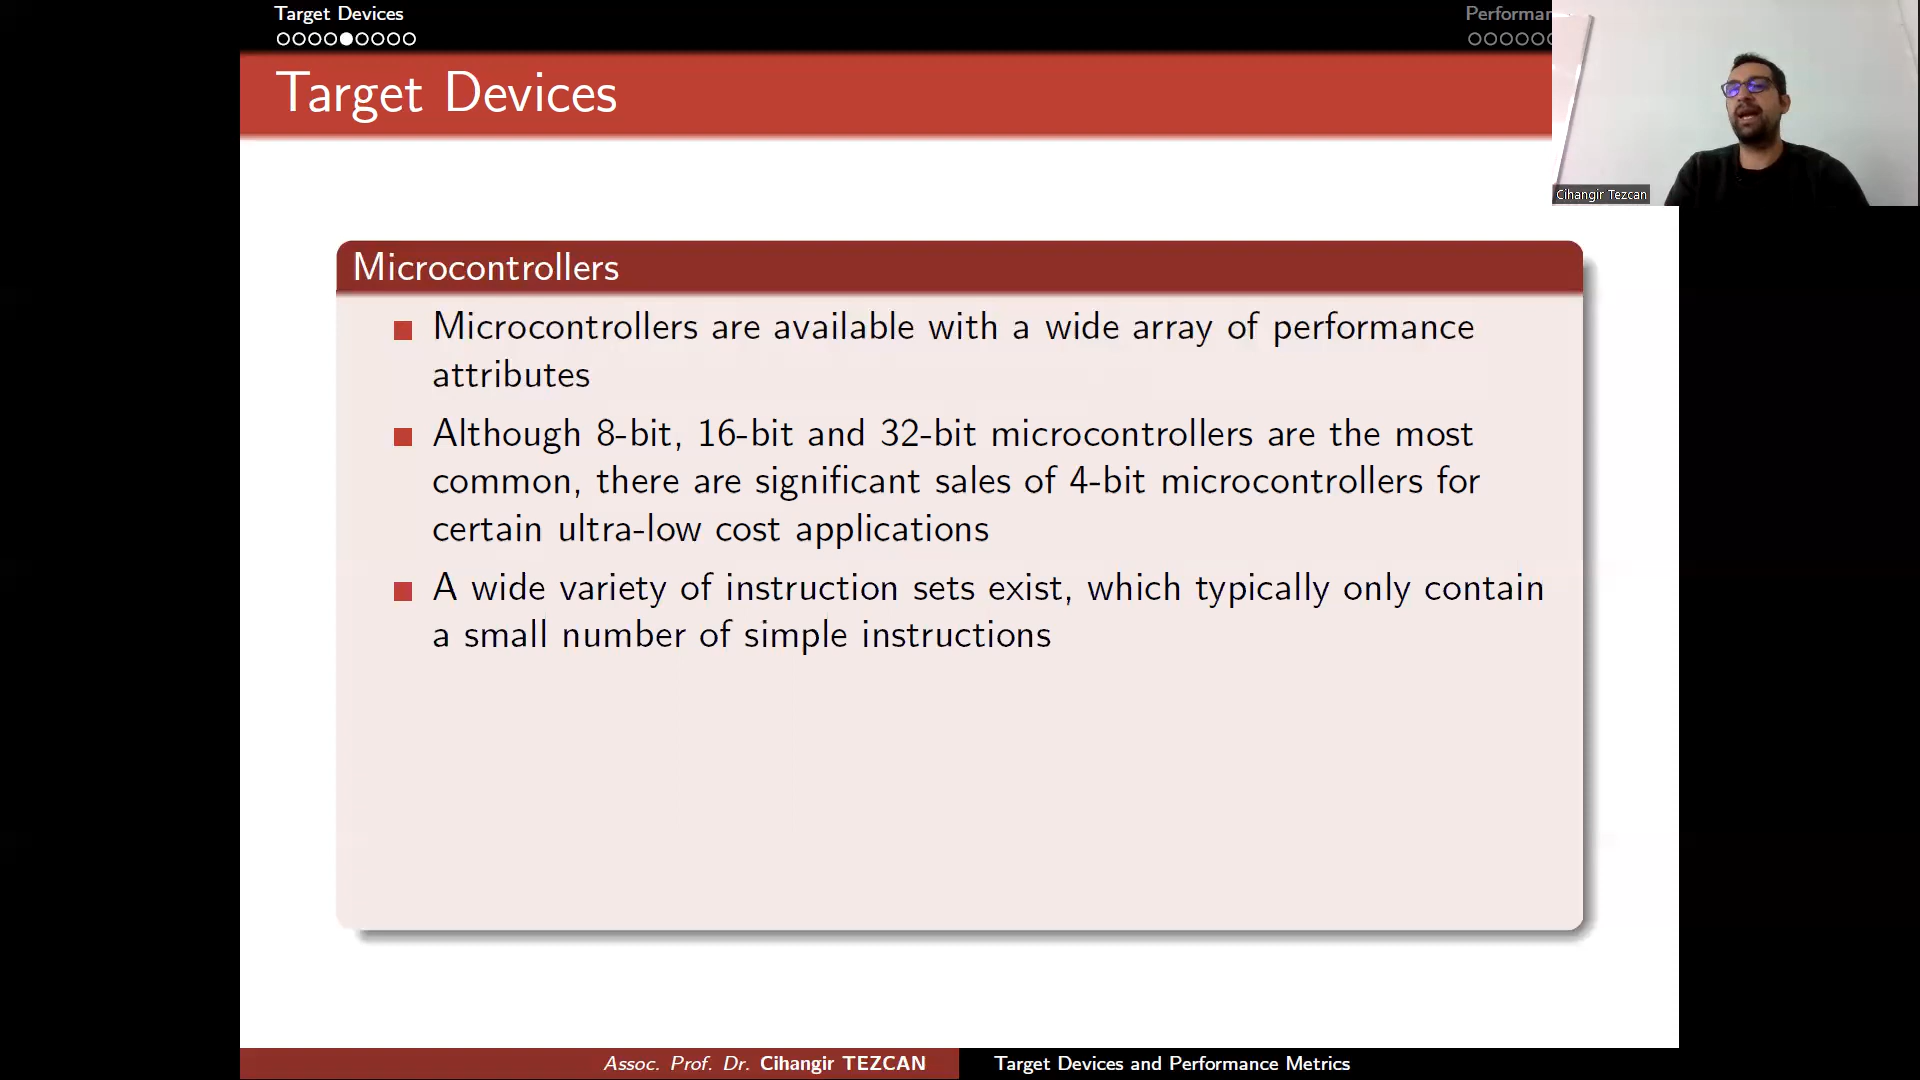 Target Devices
Target Devices
Cihangir Tezcan
Microcontrollers
Microcontrollers are available with a wide array of performance
attributes
Although 8-bit, 16-bit and 32-bit microcontrollers are the most
common, there are significant sales of 4-bit microcontrollers for
certain ultra-low cost applications
A wide variety of instruction sets exist, which typically only contain
a small number of simple instructions
Assoc. Prof. Dr. Cihangir TEZCAN
Target Devices and Performance Metrics